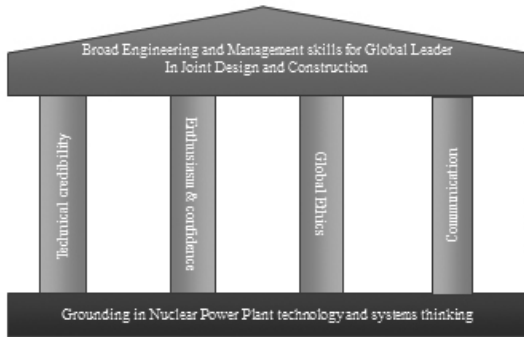 Broad Engineering and Management skills for Global Leader
In Joint Design and Construction
Technical credibility
Enthusiasm & confidence
Global Ethics
Communication
Grounding in Nuclear Power Plant technology and systems thinking